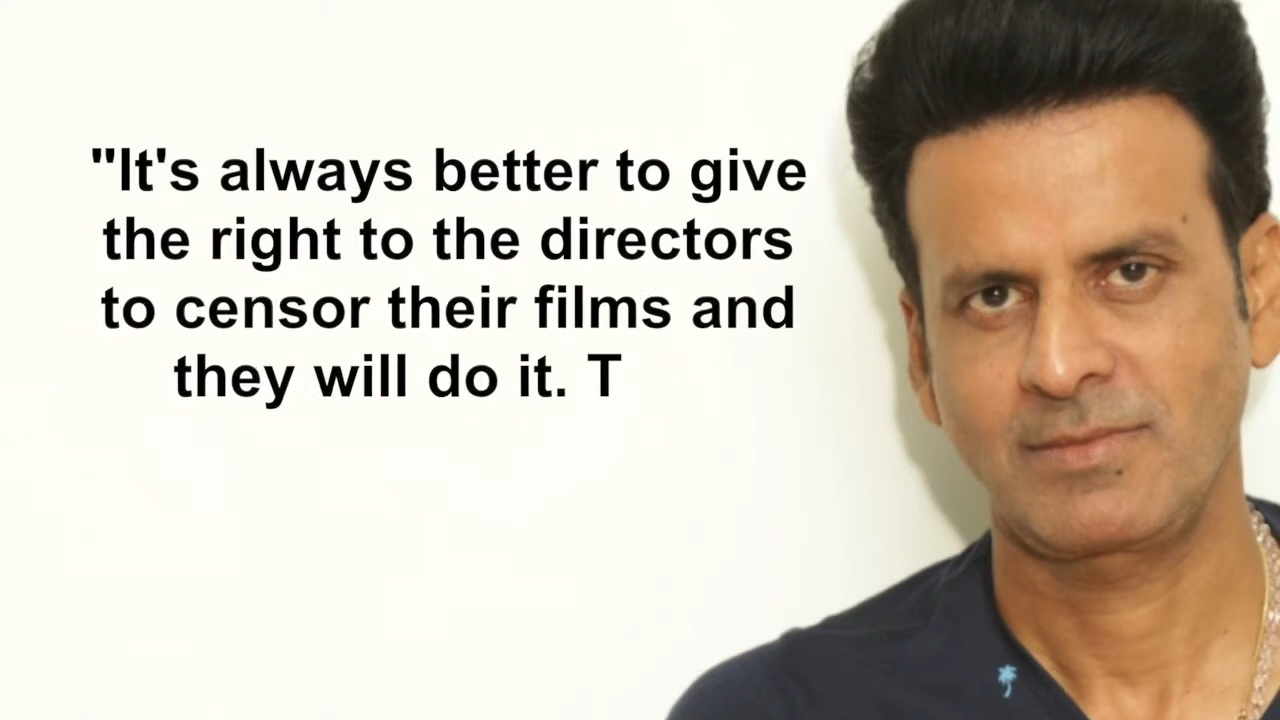 "It's always better to give
the right to the directors
to censor their films and
they will do it. T